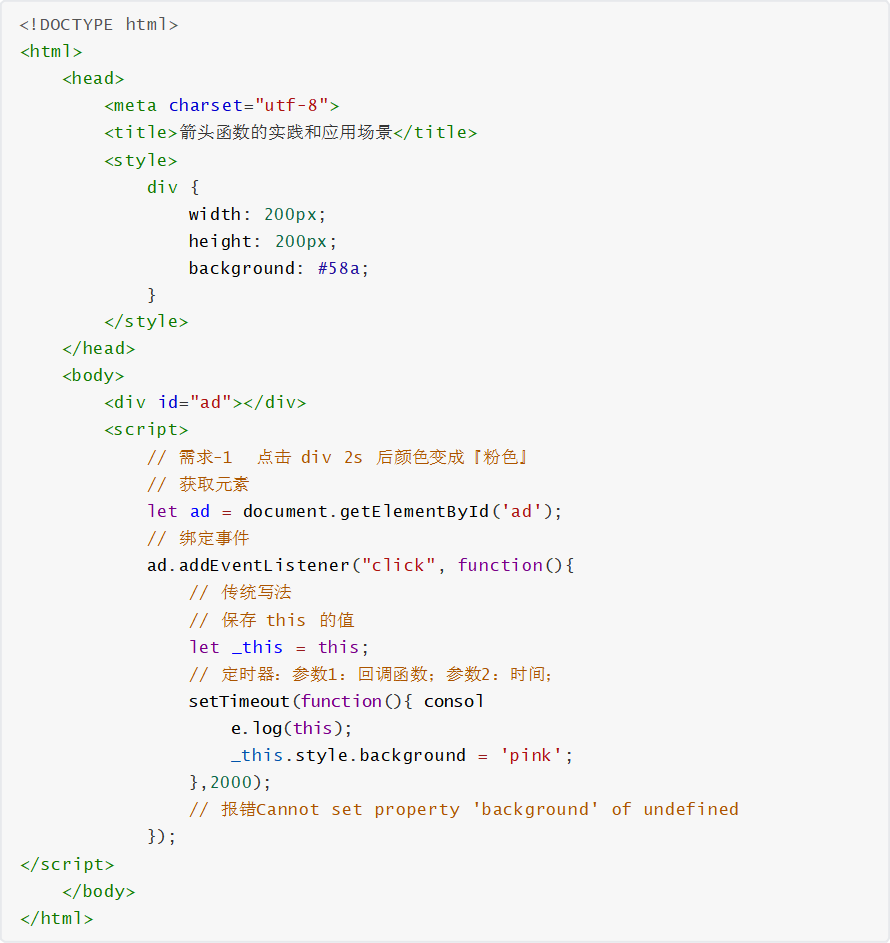 <!DOCTYPE html>
<html>
    <head>
        <meta charset="utf-8">
        <title>箭头函数的实践和应用场景</title>
        <style>
            div {
                width: 200px;
                height: 200px;
                background: #58a;
            }
        </style>
    </head>
    <body>
        <div id="ad"></div>
        <script>
            // 需求-1  点击 div 2s 后颜色变成『粉色』
            // 获取元素
            let ad = document.getElementById('ad');
            // 绑定事件
            ad.addEventListener("click", function(){
                // 传统写法
                // 保存 this 的值
                let _this = this;
                // 定时器：参数1：回调函数；参数2：时间；
                setTimeout(function(){ consol
                    e.log(this);
                    _this.style.background = 'pink';
                },2000);
                // 报错Cannot set property 'background' of undefined
            });
</script>
    </body>
</html>